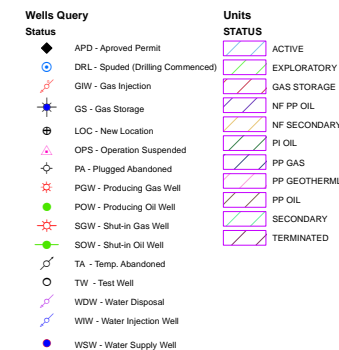 Wells Query
Status
APD - Aproved Permit
DRL - Spuded (Drilling Commenced)
GIW - Gas Injection
GS - Gas Storage
LOC - New Location
OPS - Operation Suspended
PA - Plugged Abandoned
PGW - Producing Gas Well
POW - Producing Oil Well
SGW - Shut-in Gas Well
SOW - Shut-in Oil Well
TA - Temp. Abandoned
TW - Test Well
WDW - Water Disposal
WIW - Water Injection Well
WSW - Water Supply Well
Units
STATUS
ACTIVE
EXPLORATORY
GAS STORAGE
NF PP OIL
NF SECONDARY
PI OIL
PP GAS
PP GEOTHERML
PP OIL
SECONDARY
TERMINATED